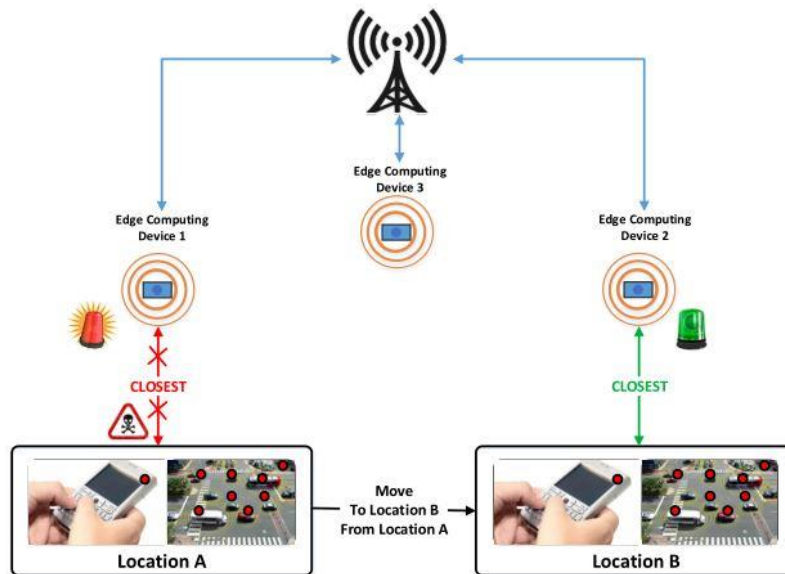 Edge Computing
Device 3
Edge Computing
Device 1
Edge Computing
Device 2
CLOSEST
CLOSEST
Move
To Location B
From Location A
Location A
Location B